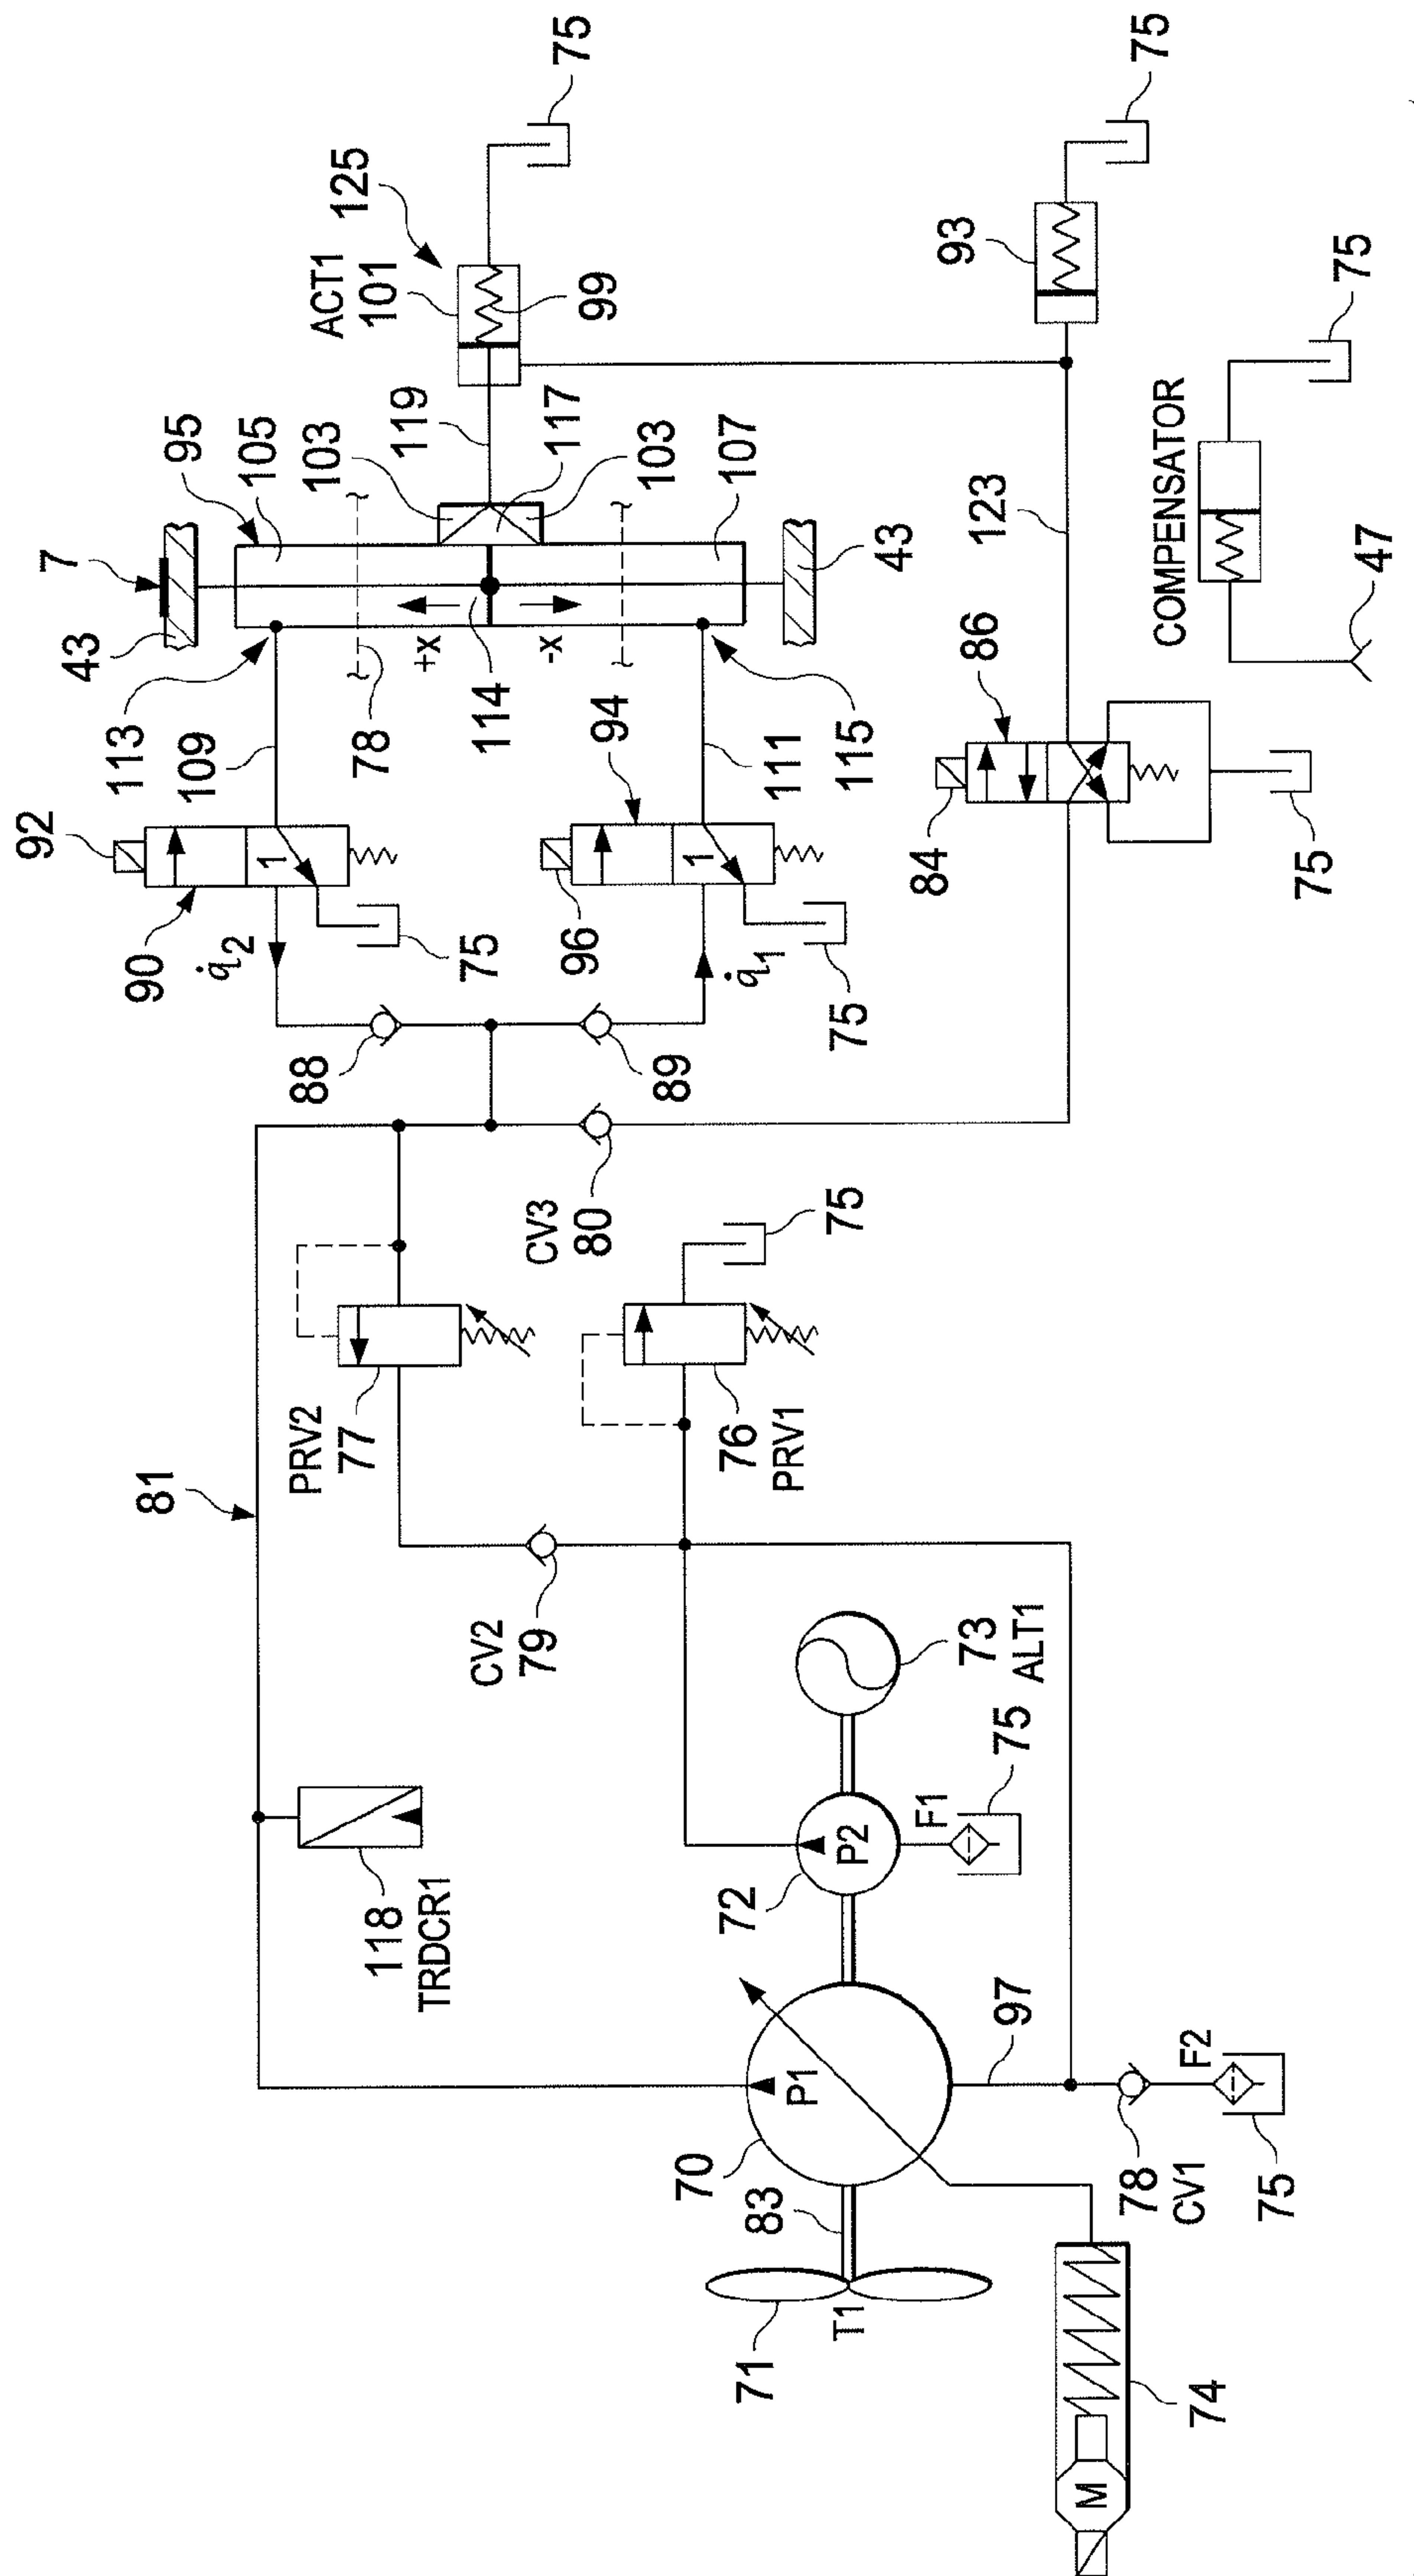 92
7
113
81
90
43
95
109
q̇2
105
PRV2
88
103
ACT1
125
77
78
101
118
+x
119
TRDCR1
1
75
114
CV2
-x
117
75
79
CV3
80
96
94
99
103
89
1
111
107
72
76
q̇1
115
70
PRV1
P1
75
83
P2
75
43
T1
F1
73
84
93
71
75
ALT1
86
97
123
M
78
F2
COMPENSATOR
75
CV1
74
75
75
75
47